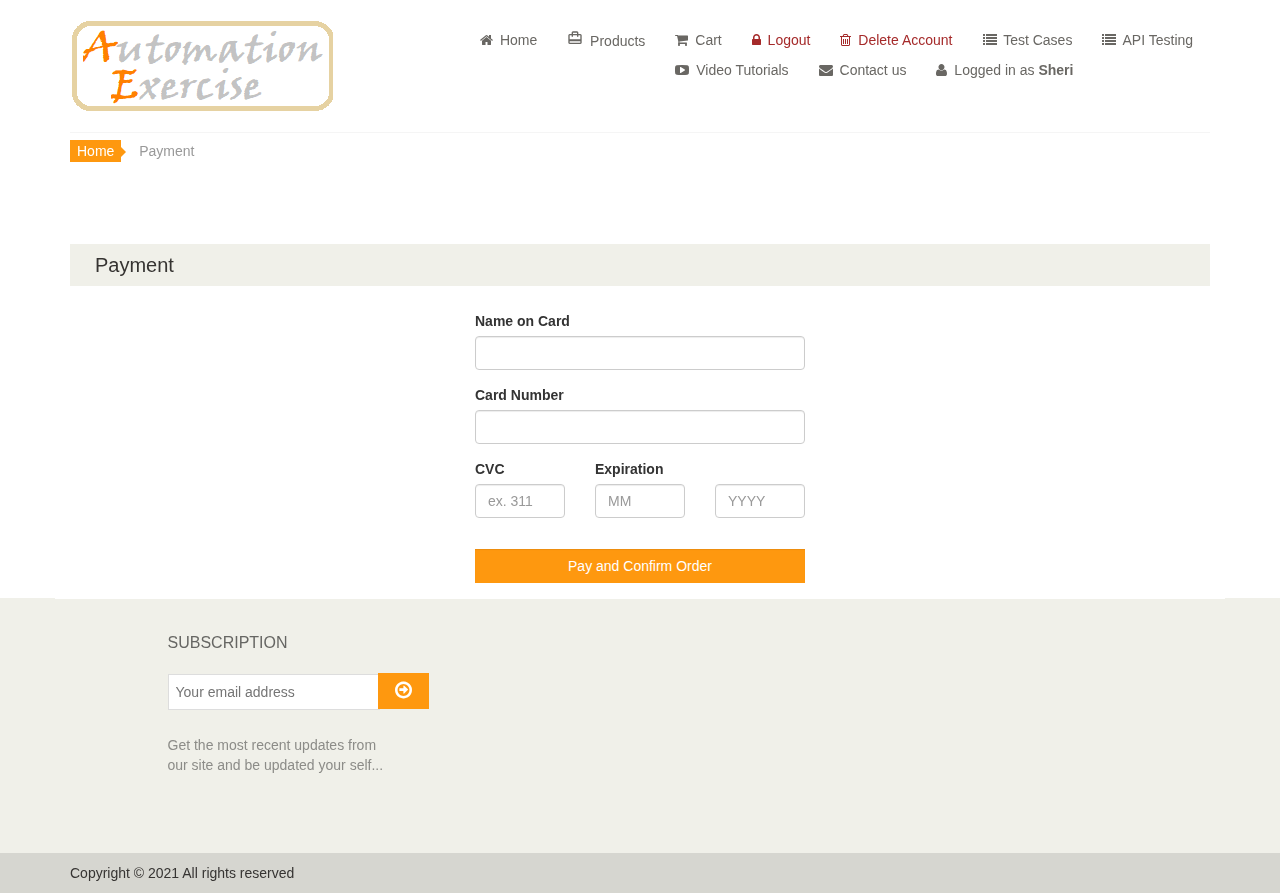 Automation
Exercise
Home Products Cart Logout Delete Account Test Cases API Testing
Video Tutorials Contact us Logged in as Sheri
Home Payment
Payment
Name on Card
Card Number
CVC Expiration
ex. 311 MM YYYY
Pay and Confirm Order
SUBSCRIPTION
Your email address
Get the most recent updates from
our site and be updated your self...
Copyright © 2021 All rights reserved